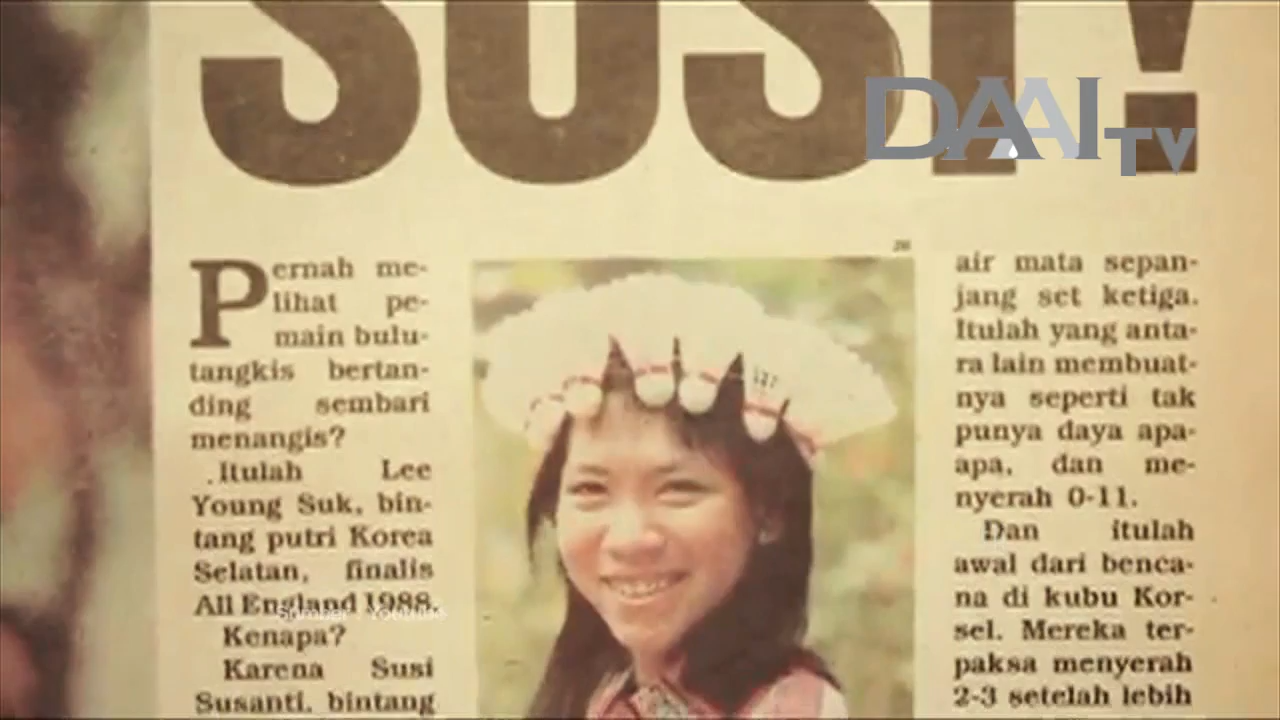 SUSI !
DAAI TV
Pernah me-
lihat pe-
main bulu-
tangkis bertan-
ding sembari
menangis?
Itulah Lee
Young Suk, bin-
tang putri Korea
Selatan, finalis
All England 1988.
Sumber : Youtube
Kenapa?
Karena Susi
Susanti, bintang
air mata sepan-
jang set ketiga.
Itulah yang anta-
ra lain membuat-
nya seperti tak
punya daya apa-
apa, dan me-
nyerah 0-11.
Dan itulah
awal dari benca-
na di kubu Kor-
sel. Mereka ter-
paksa menyerah
2-3 setelah lebih